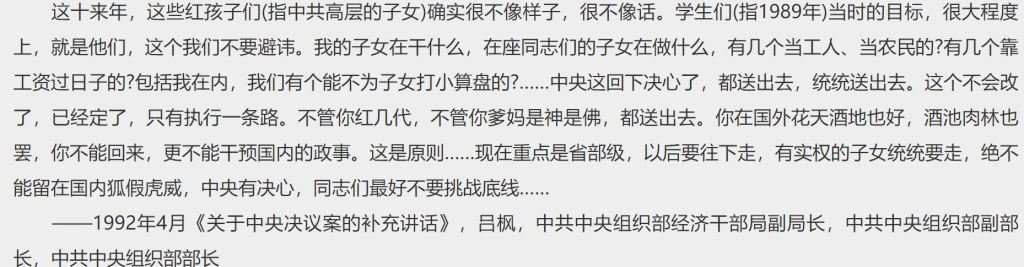 这十来年，这些红孩子们(指中共高层的子女)确实很不像样子，很不像话。学生们(指1989年)当时的目标，很大程度
上，就是他们，这个我们不要避讳。我的子女在干什么，在座同志们的子女在做什么，有几个当工人、当农民的?有几个靠
工资过日子的?包括我在内，我们有个能不为子女打小算盘的?......中央这回下决心了，都送出去，统统送出去。这个不会改
了，已经定了，只有执行一条路。不管你红几代，不管你爹妈是神是佛，都送出去。你在国外花天酒地也好，酒池肉林也
罢，你不能回来，更不能干预国内的政事。这是原则......现在重点是省部级，以后要往下走，有实权的子女统统要走，绝不
能留在国内狐假虎威，中央有决心，同志们最好不要挑战底线......
——1992年4月《关于中央决议案的补充讲话》，吕枫，中共中央组织部经济干部局副局长，中共中央组织部副部
长，中共中央组织部部长